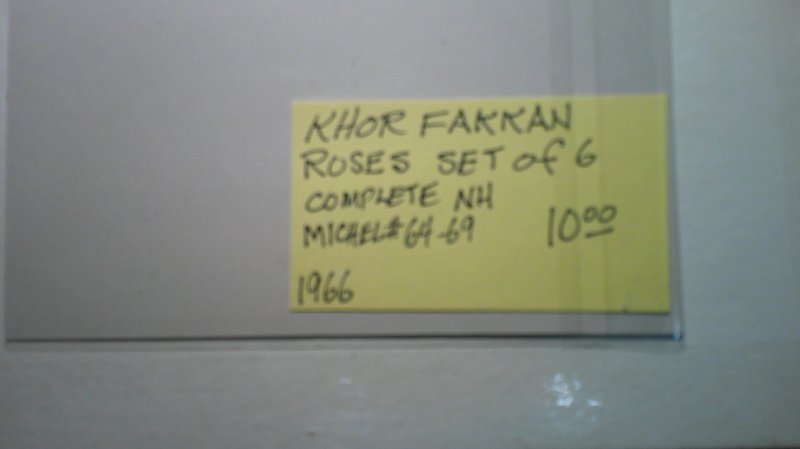 KHOR FAKKAN
ROSES SET of 6
COMPLETE NH
MICHEL# 64-69 10.00
1966